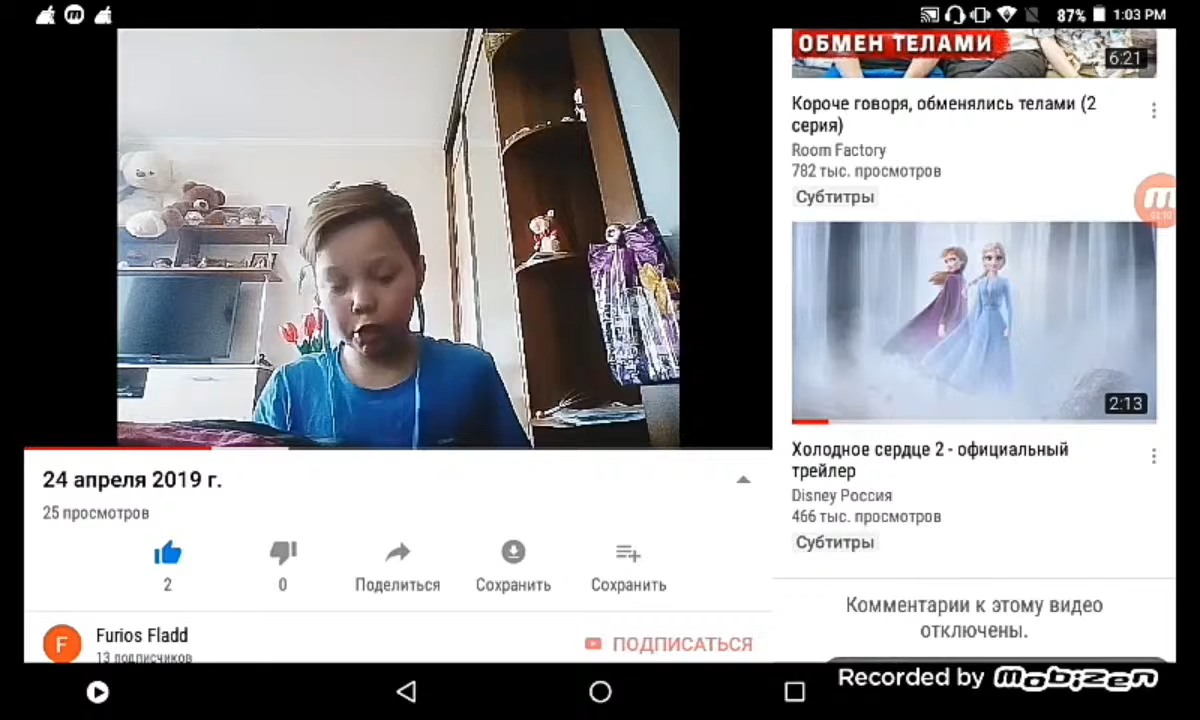 87% 1:03 PM
ОБМЕН ТЕЛАМИ
6:21
Короче говоря, обменялись телами (2
серия)
Room Factory
782 тыс. просмотров
Субтитры
2:13
Холодное сердце 2 - официальный
трейлер
Disney Россия
466 тыс. просмотров
Субтитры
Комментарии к этому видео
отключены.
24 апреля 2019 г.
25 просмотров
2
0
Поделиться
Сохранить
Сохранить
F
Furios Fladd
13 подписчиков
ПОДПИСАТЬСЯ
Recorded by mobizen